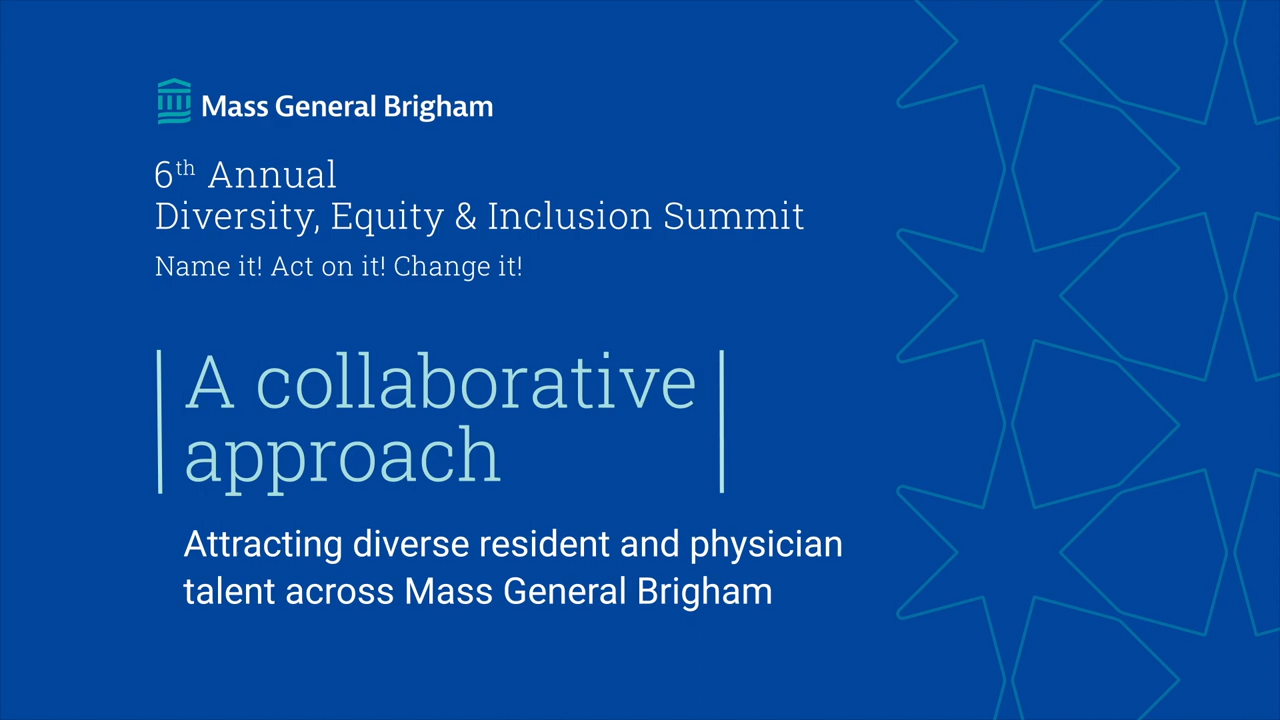 Mass General Brigham
6th Annual
Diversity, Equity & Inclusion Summit
Name it! Act on it! Change it!
A collaborative
approach
Attracting diverse resident and physician
talent across Mass General Brigham